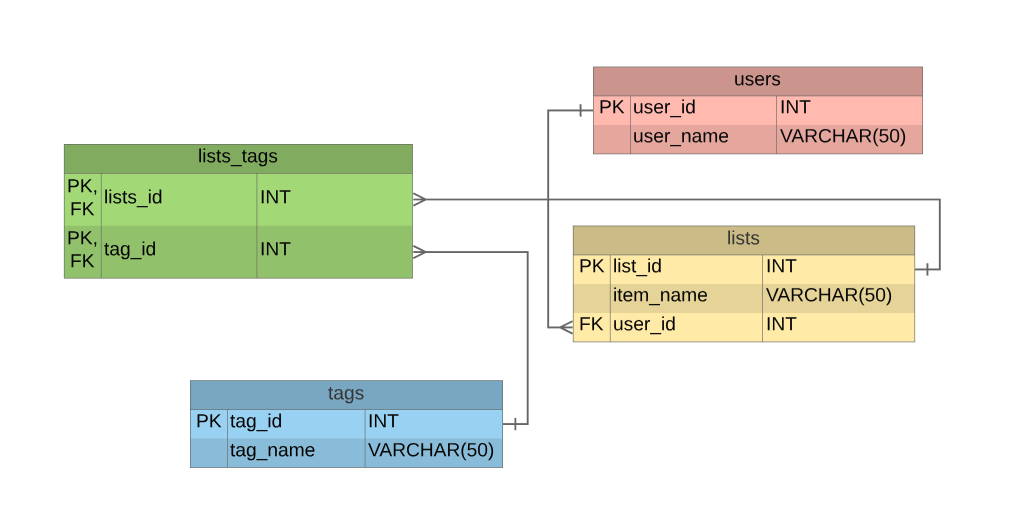 users
PK user_id INT
user_name VARCHAR(50)
lists_tags
PK, FK lists_id INT
PK, FK tag_id INT
lists
PK list_id INT
item_name VARCHAR(50)
FK user_id INT
tags
PK tag_id INT
tag_name VARCHAR(50)